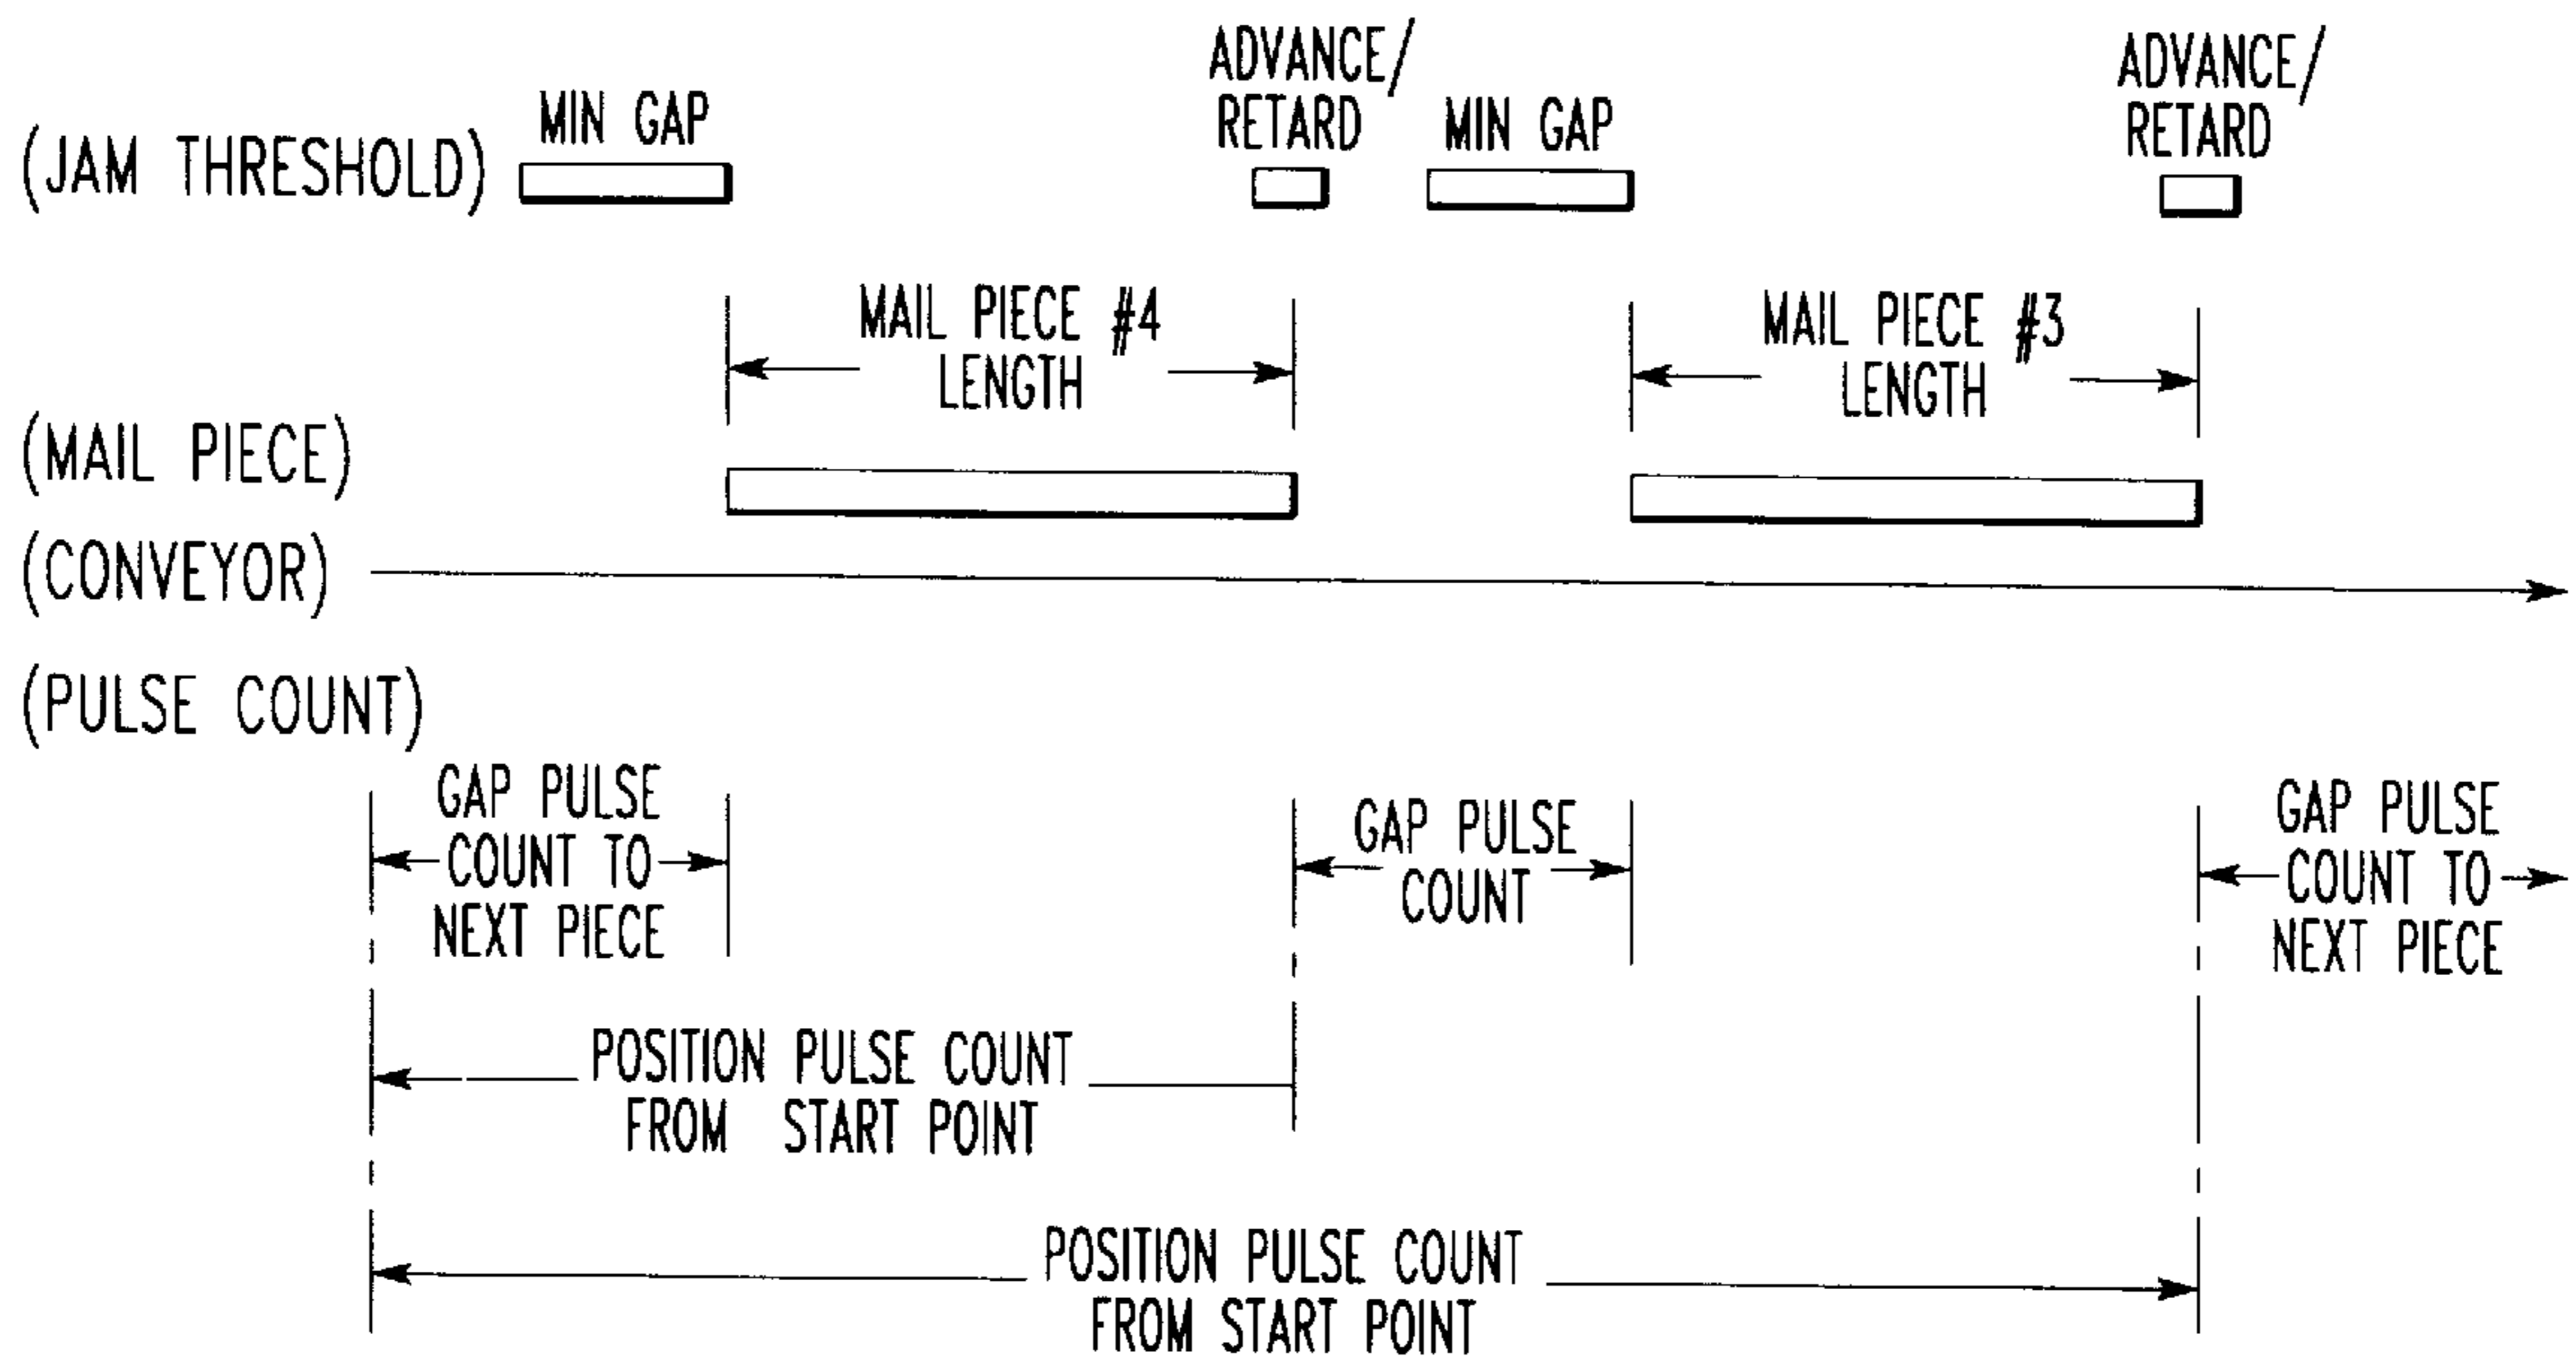 (JAM THRESHOLD)
MIN GAP
ADVANCE/
RETARD
MIN GAP
ADVANCE/
RETARD
MAIL PIECE #4
LENGTH
MAIL PIECE #3
LENGTH
(MAIL PIECE)
(CONVEYOR)
(PULSE COUNT)
GAP PULSE
COUNT TO
NEXT PIECE
GAP PULSE
COUNT
GAP PULSE
COUNT TO
NEXT PIECE
POSITION PULSE COUNT
FROM START POINT
POSITION PULSE COUNT
FROM START POINT